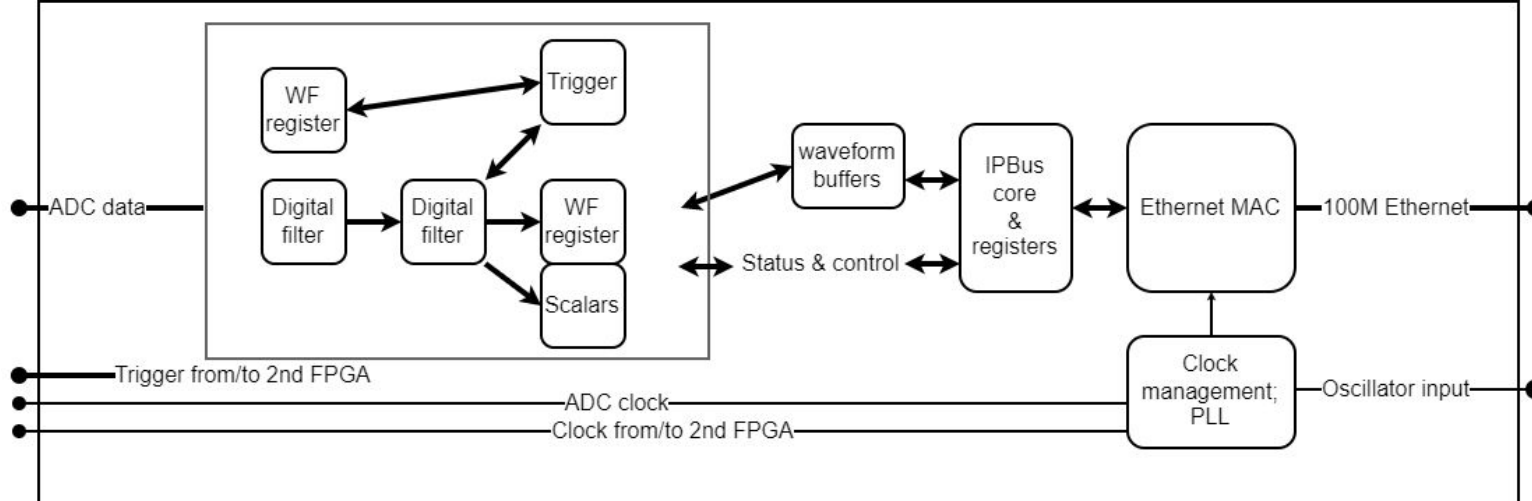 Trigger
WF
register
waveform
buffers
IPBus
core
&
registers
ADC data
Digital
filter
Digital
filter
WF
register
Ethernet MAC
100M Ethernet
Status & control
Scalars
Trigger from/to 2nd FPGA
Clock
management;
PLL
Oscillator input
ADC clock
Clock from/to 2nd FPGA